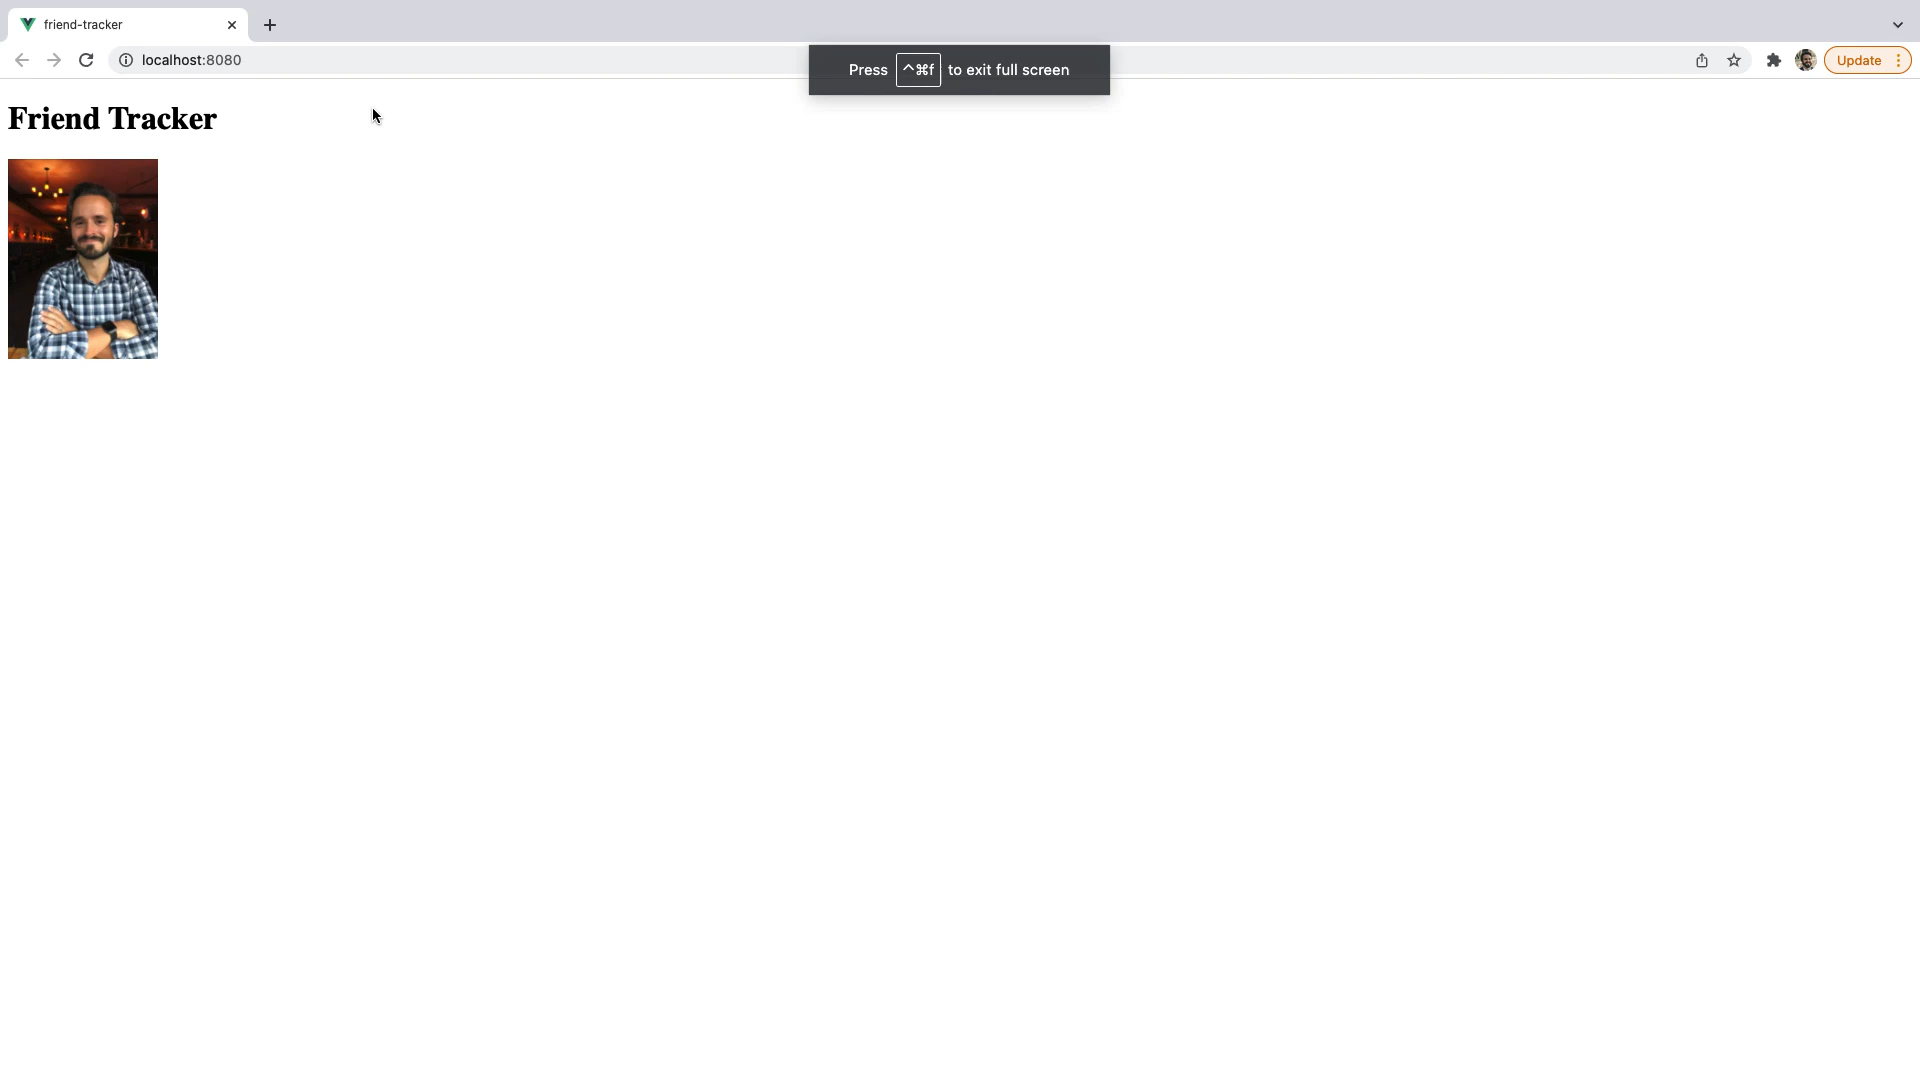 friend-tracker
localhost:8080
Update
Press ^⌘f to exit full screen
Friend Tracker